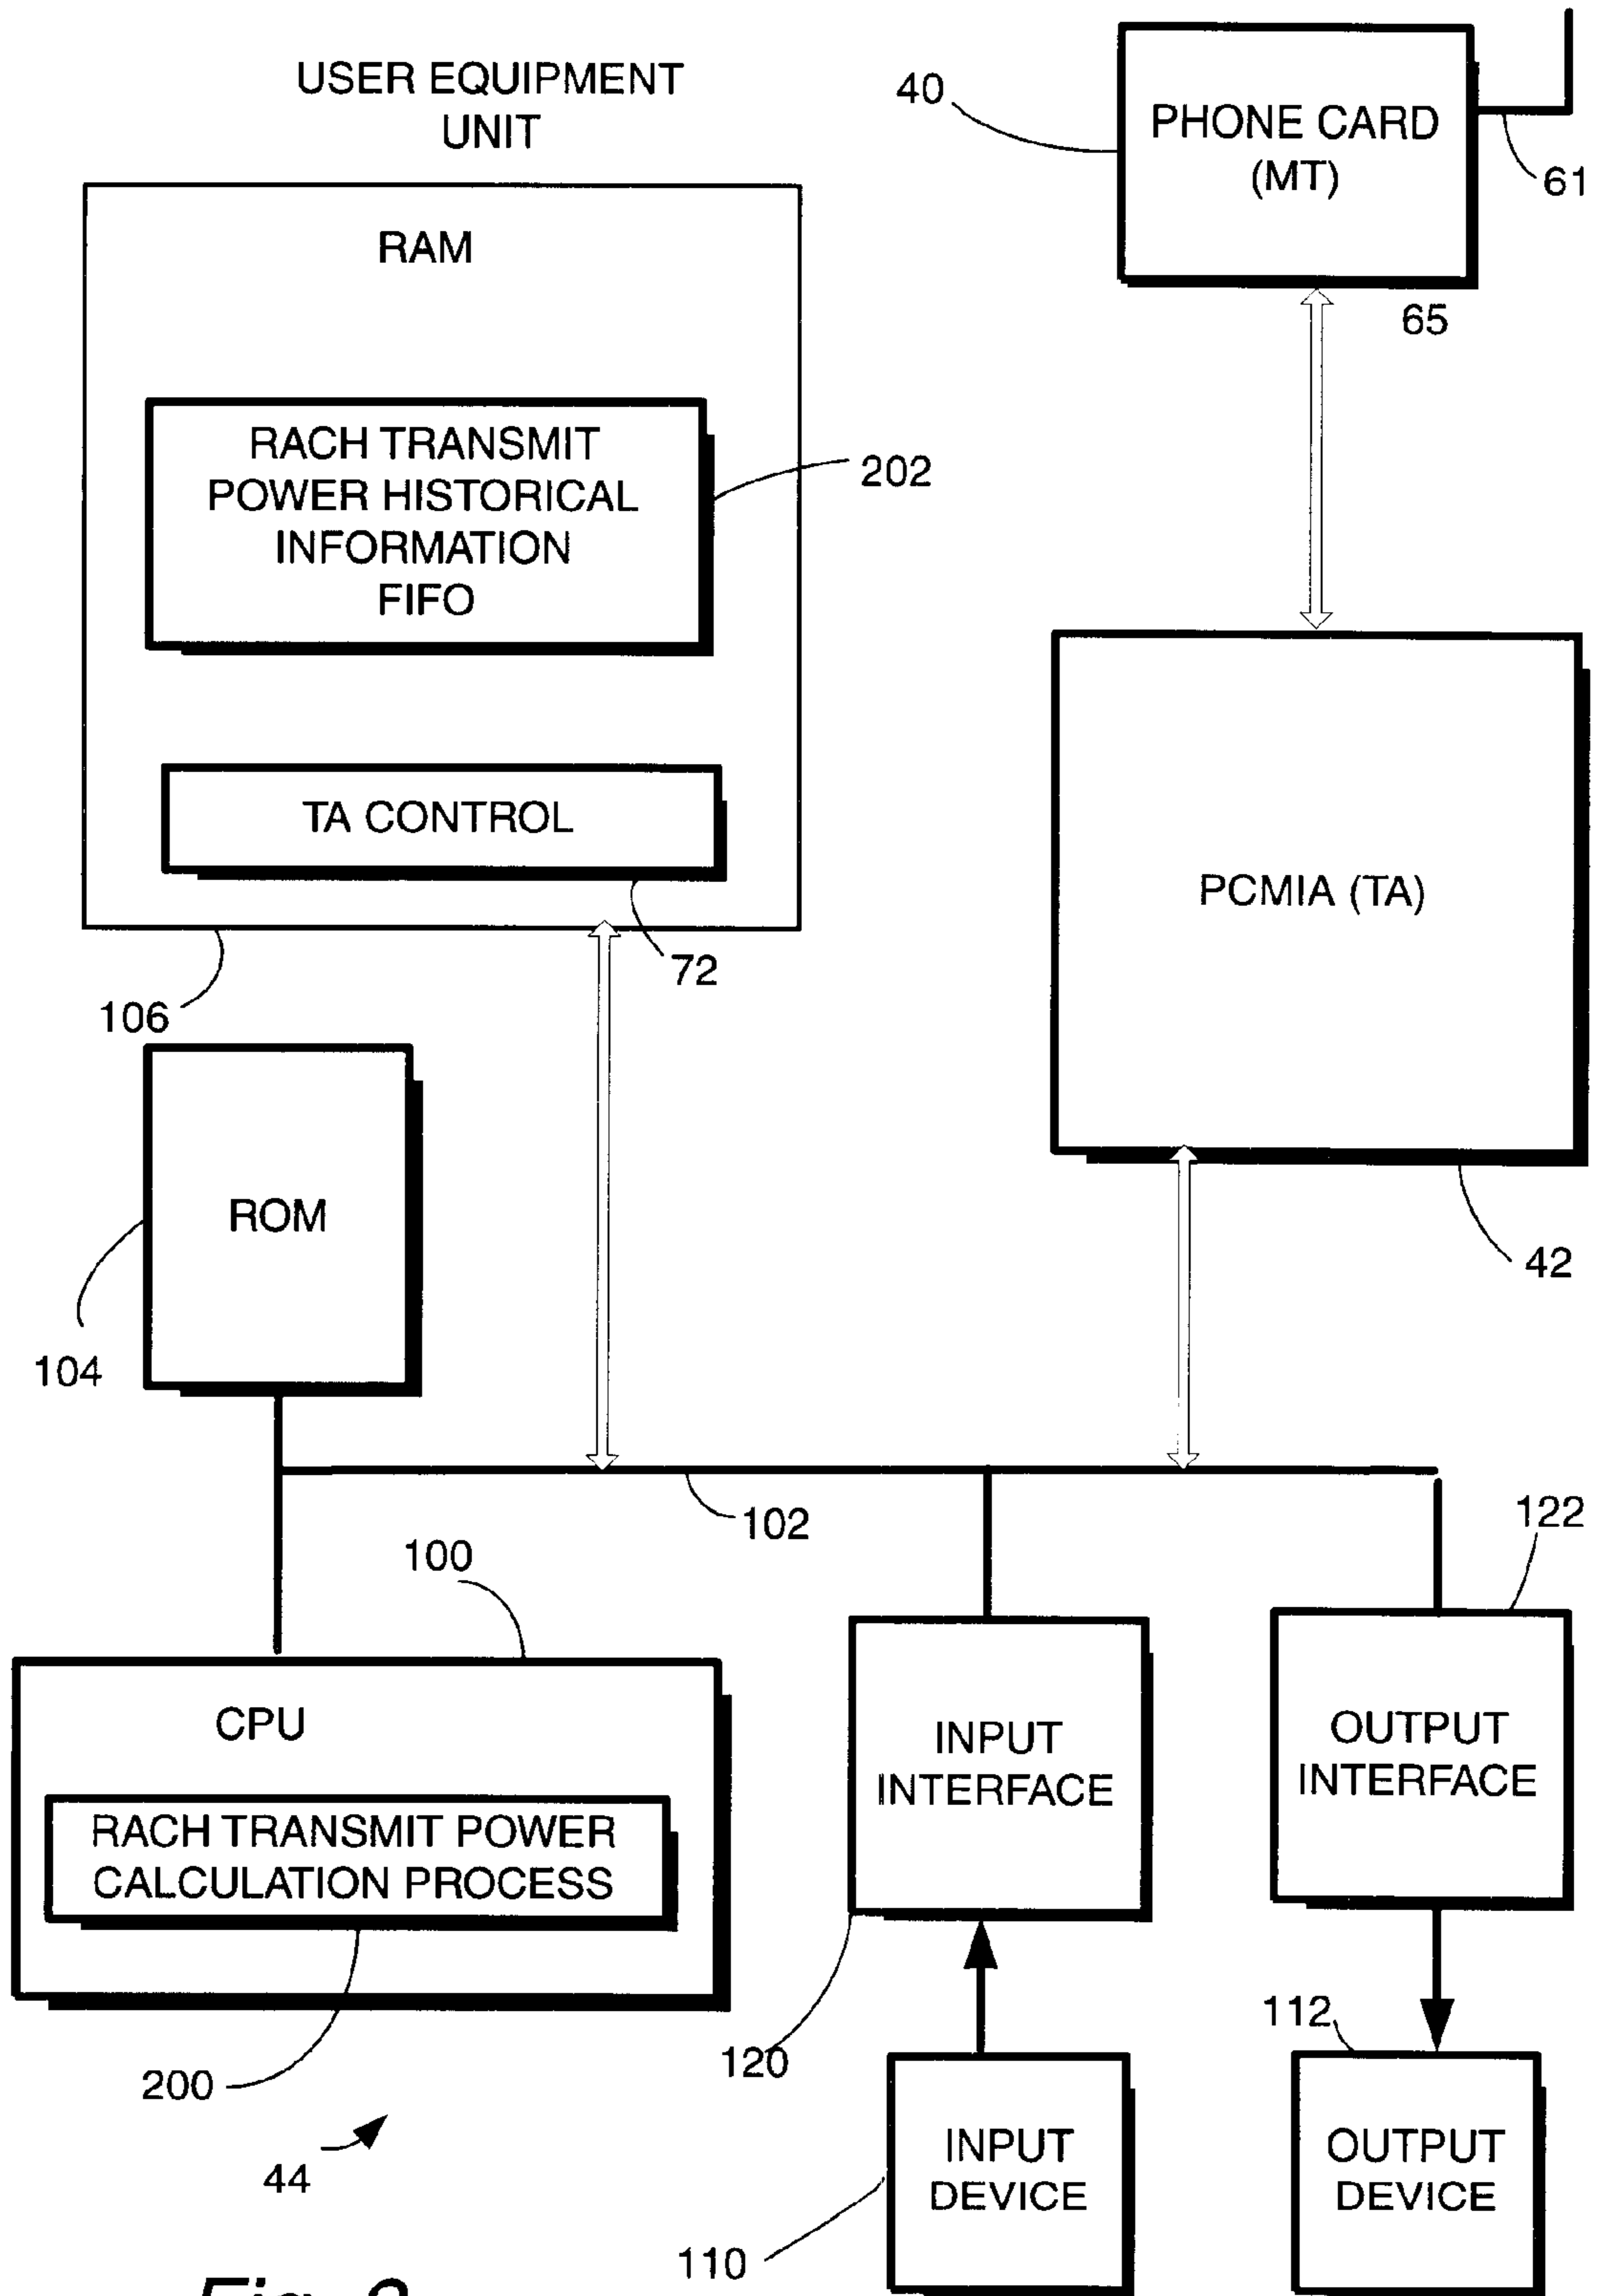 USER EQUIPMENT
UNIT
40
PHONE CARD
(MT)
61
65
RAM
RACH TRANSMIT
POWER HISTORICAL
INFORMATION
FIFO
202
TA CONTROL
72
106
PCMIA (TA)
42
ROM
104
102
100
122
CPU
RACH TRANSMIT POWER
CALCULATION PROCESS
200
44
INPUT
INTERFACE
120
OUTPUT
INTERFACE
112
INPUT
DEVICE
110
OUTPUT
DEVICE